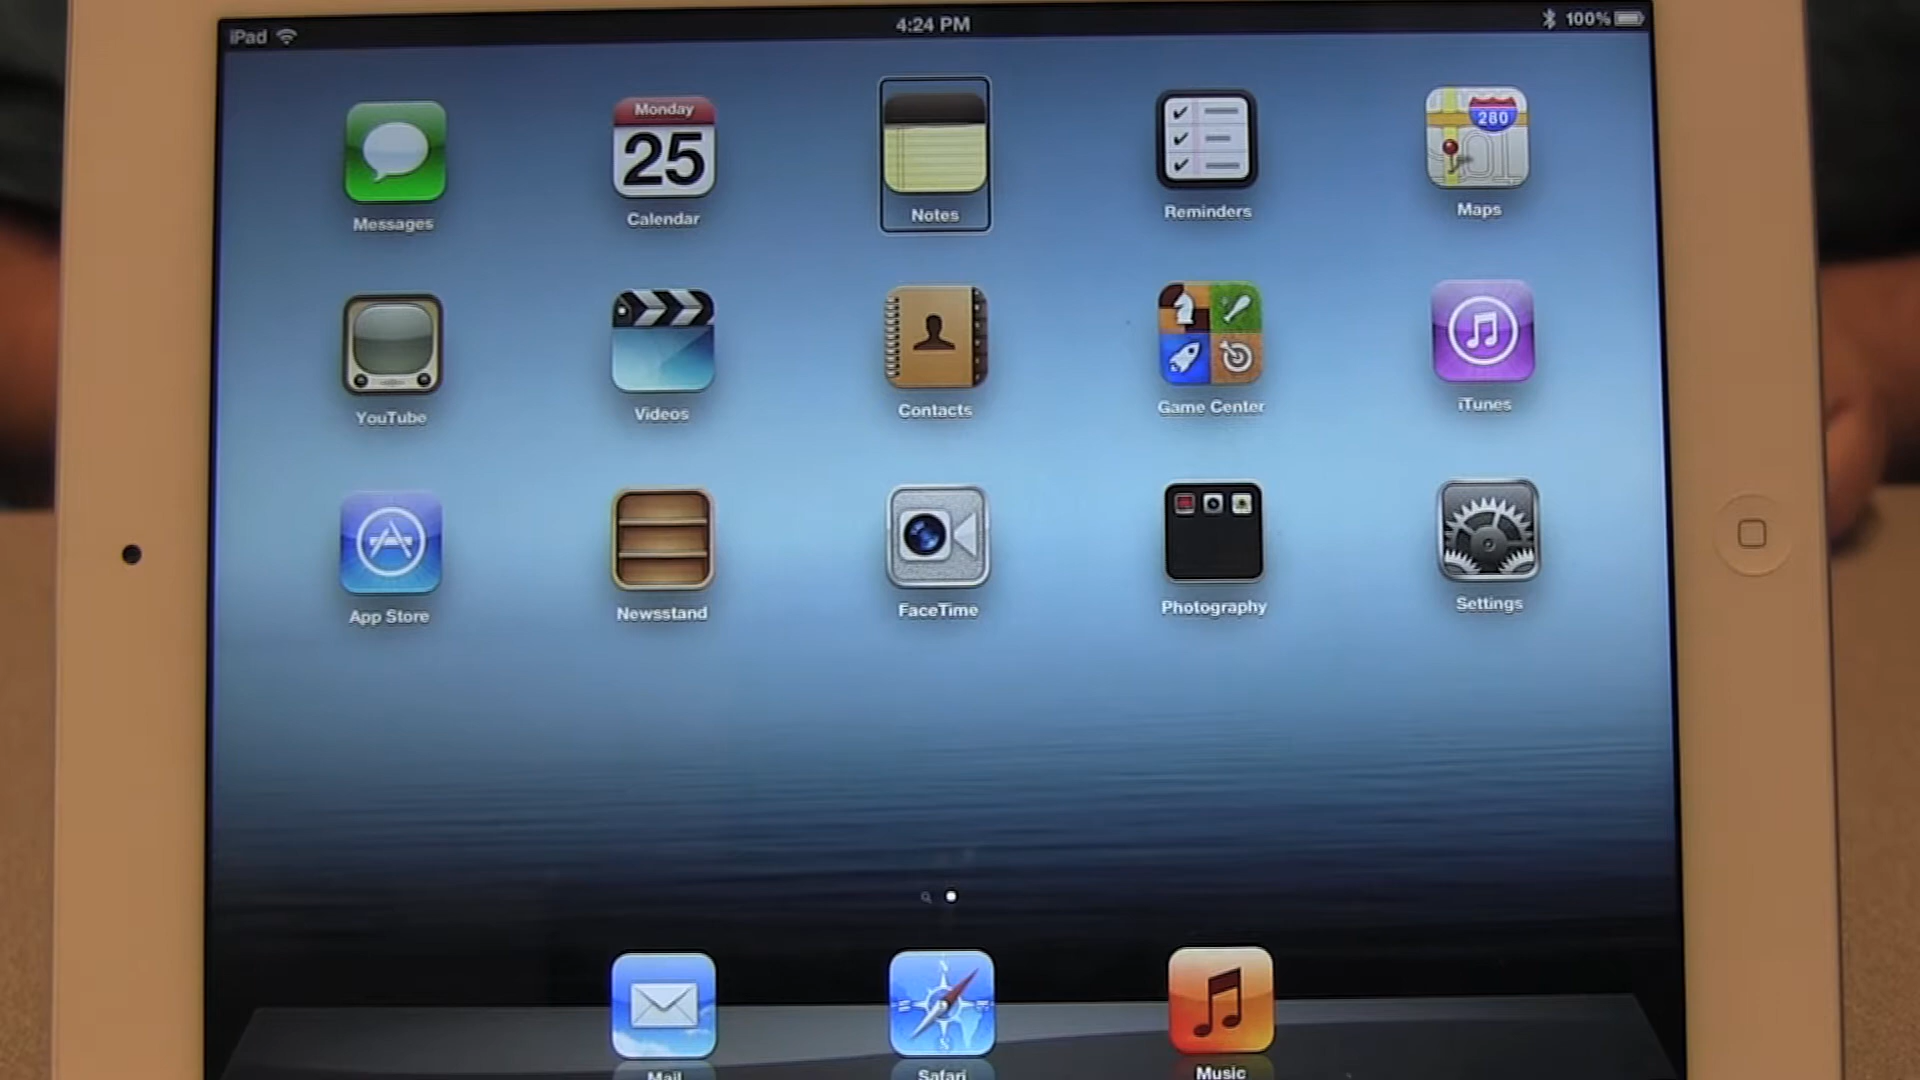 iPad 4:24 PM 100%
Monday
25
280
Messages Calendar Notes Reminders Maps
YouTube Videos Contacts Game Center iTunes
App Store Newsstand FaceTime Photography Settings
Mail Safari Music